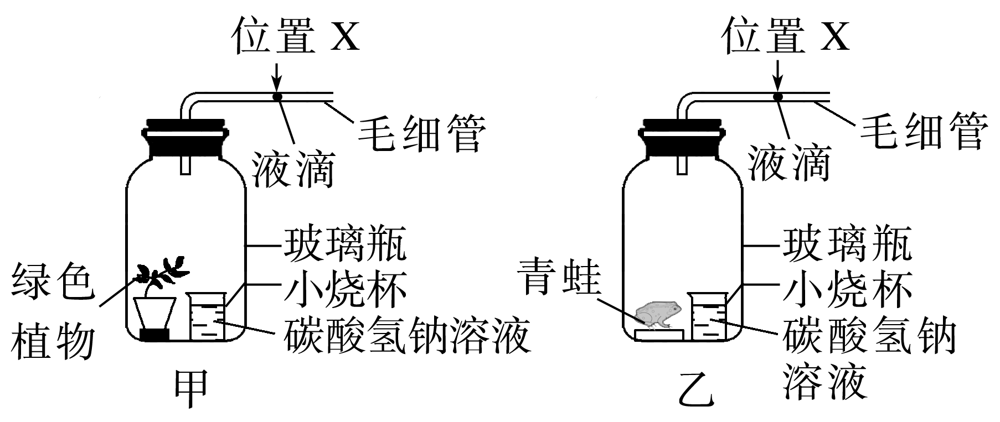 位置 X
毛细管
液滴
玻璃瓶
绿色
植物
小烧杯
碳酸氢钠溶液
甲
位置 X
毛细管
液滴
玻璃瓶
青蛙
小烧杯
碳酸氢钠
溶液
乙